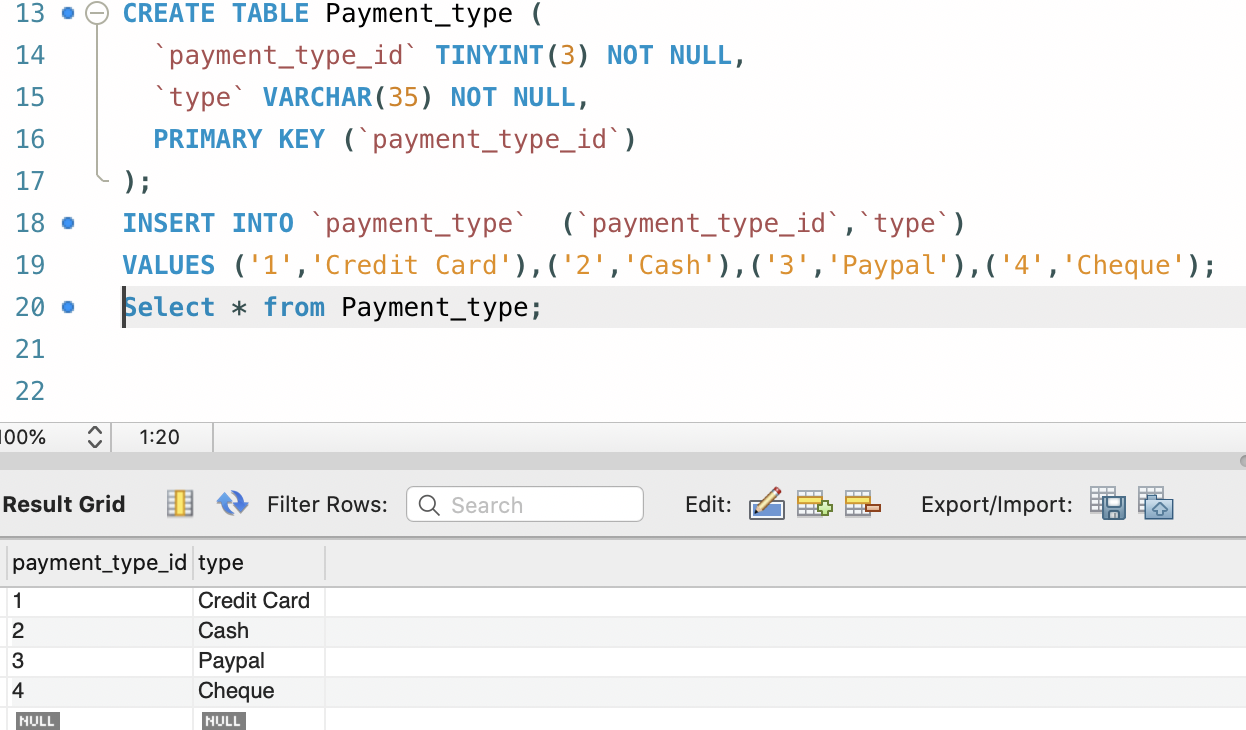 13 CREATE TABLE Payment_type (
14 `payment_type_id` TINYINT(3) NOT NULL,
15 `type` VARCHAR(35) NOT NULL,
16 PRIMARY KEY (`payment_type_id`)
17 );
18 INSERT INTO `payment_type`  (`payment_type_id`,`type`)
19 VALUES ('1','Credit Card'),('2','Cash'),('3','Paypal'),('4','Cheque');
20 Select * from Payment_type;
21
22
100% 1:20
Result Grid Filter Rows: Search Edit: Export/Import:
payment_type_id type
1 Credit Card
2 Cash
3 Paypal
4 Cheque
NULL NULL